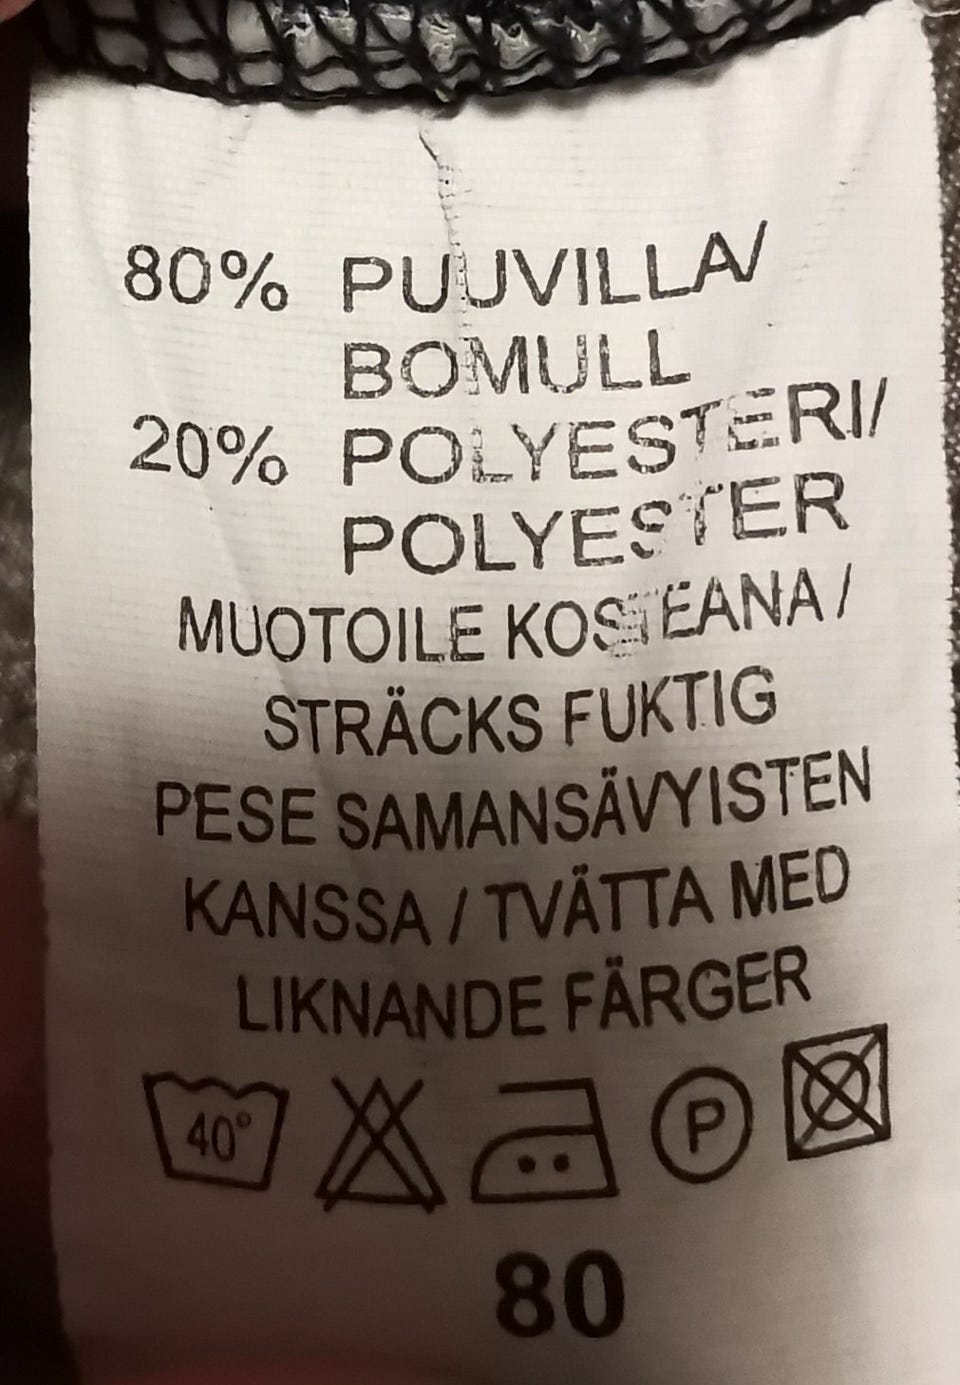 80% PUUVILLA/
BOMULL
20% POLYESTERI/
POLYESTER
MUOTOILE KOSTEANA /
STRÄCKS FUKTIG
PESE SAMANSÄVYISTEN
KANSSA / TVÄTTA MED
LIKNANDE FÄRGER
40° P
80